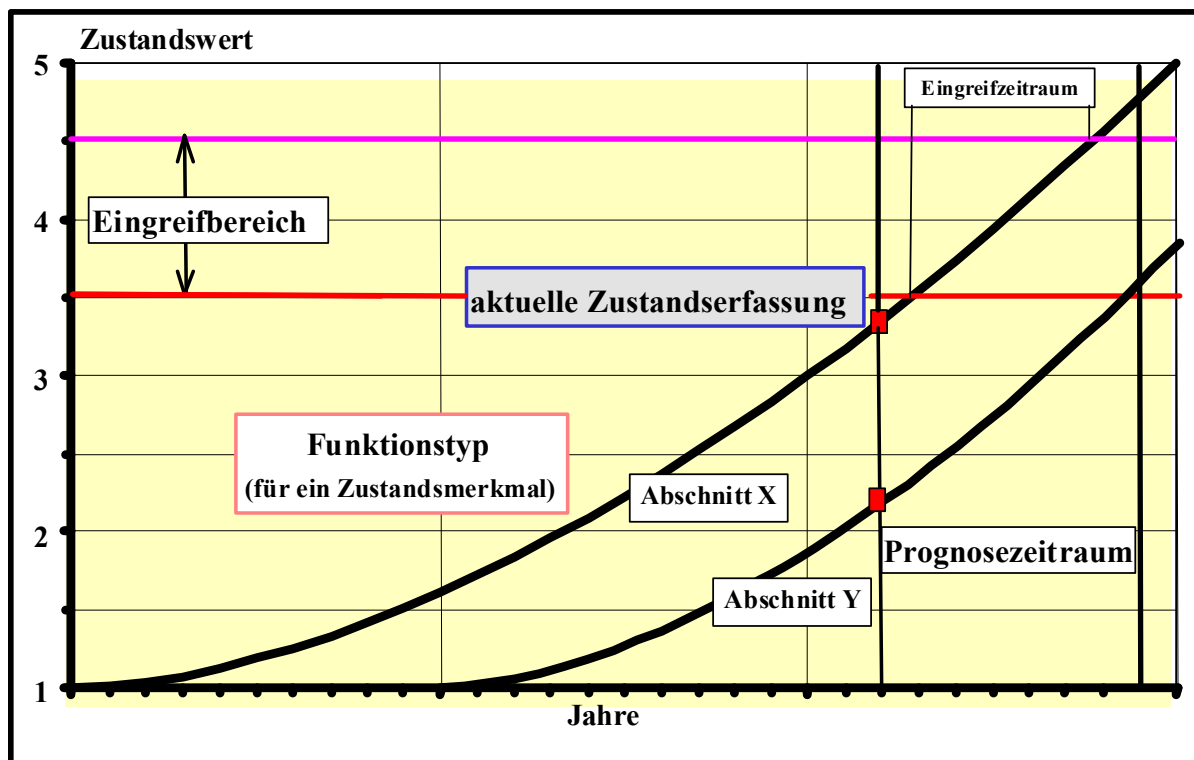 Zustandswert
5
Eingreifzeitraum
Eingreifbereich
4
aktuelle Zustandserfassung
3
Funktionstyp
(für ein Zustandsmerkmal)
Abschnitt X
2
Prognosezeitraum
Abschnitt Y
1
Jahre